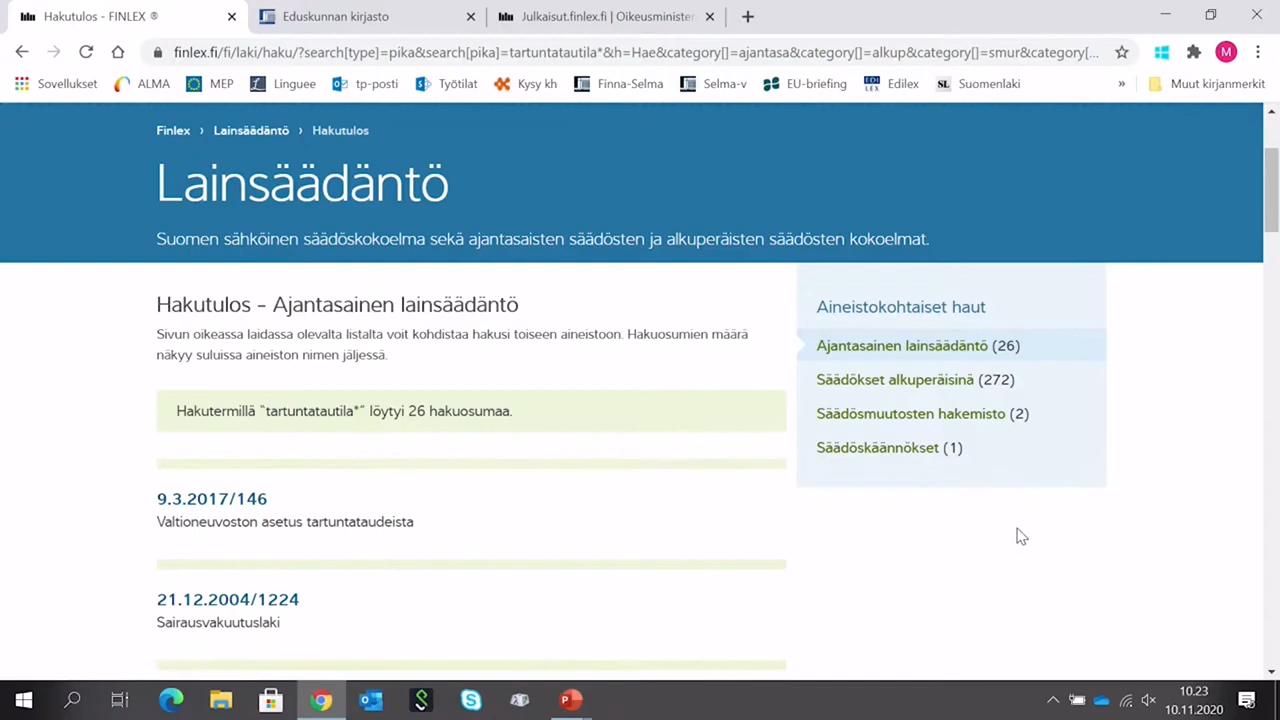 Hakutulos - FINLEX ®
Eduskunnan kirjasto
Julkaisut.finlex.fi | Oikeusminister
finlex.fi/fi/laki/haku/?search[type]=pika&search[pika]=tartuntatautila*&h=Hae&category[]=ajantasa&category[]=alkup&category[]=smur&category[...
M
Sovellukset
ALMA
MEP
Linguee
tp-posti
Työtilat
Kysy kh
Finna-Selma
Selma-v
EU-briefing
EDI LEX
Edilex
SL
Suomenlaki
»
Muut kirjanmerkit
Finlex › Lainsäädäntö › Hakutulos
Lainsäädäntö
Suomen sähköinen säädöskokoelma sekä ajantasaisten säädösten ja alkuperäisten säädösten kokoelmat.
Hakutulos - Ajantasainen lainsäädäntö
Sivun oikeassa laidassa olevalta listalta voit kohdistaa hakusi toiseen aineistoon. Hakuosumien määrä
näkyy suluissa aineiston nimen jäljessä.
Hakutermillä "tartuntatautila*" löytyi 26 hakuosumaa.
9.3.2017/146
Valtioneuvoston asetus tartuntataudeista
21.12.2004/1224
Sairausvakuutuslaki
Aineistokohtaiset haut
Ajantasainen lainsäädäntö (26)
Säädökset alkuperäisinä (272)
Säädösmuutosten hakemisto (2)
Säädöskäännökset (1)
10.23
10.11.2020